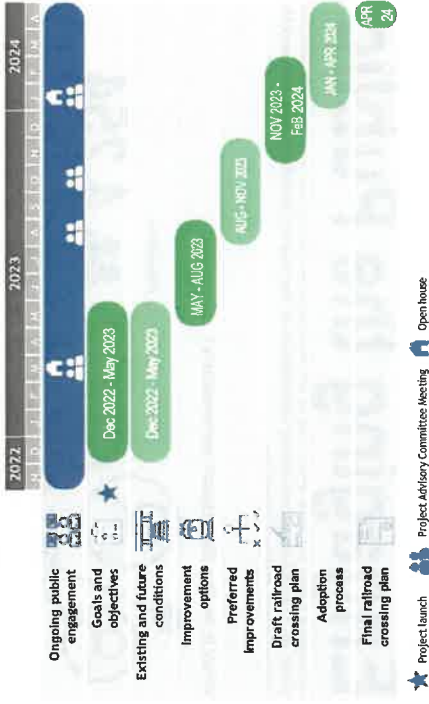 2022 2023 2024
N D J F M A M J J A S O N D J F M A
Ongoing public
engagement
Goals and
objectives
Dec 2022 - May 2023
Existing and future
conditions
Dec 2022 - May 2023
Improvement
options
MAY - AUG 2023
Preferred
improvements
AUG - NOV 2023
Draft railroad
crossing plan
NOV 2023 -
FeB 2024
Adoption
process
JAN - APR 2024
Final railroad
crossing plan
APR
24
Project launch
Project Advisory Committee Meeting
Open house